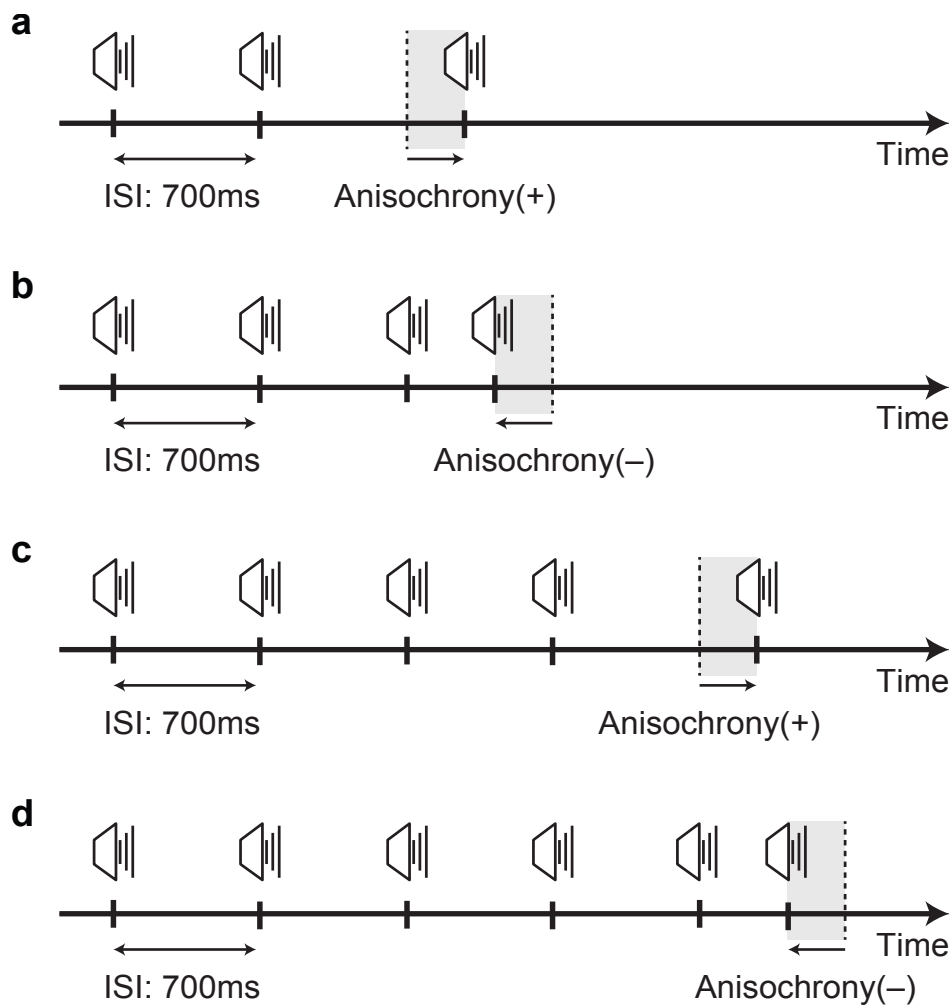 a
Time
ISI: 700ms
Anisochrony(+)
b
Time
ISI: 700ms
Anisochrony(–)
c
Time
ISI: 700ms
Anisochrony(+)
d
Time
ISI: 700ms
Anisochrony(–)